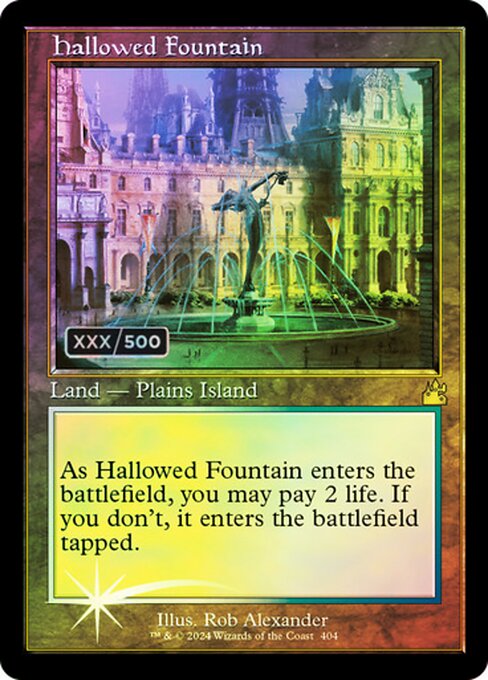 Hallowed Fountain
XXX/500
Land — Plains Island
As Hallowed Fountain enters the
battlefield, you may pay 2 life. If
you don't, it enters the battlefield
tapped.
Illus. Rob Alexander
™ & © 2024 Wizards of the Coast 404